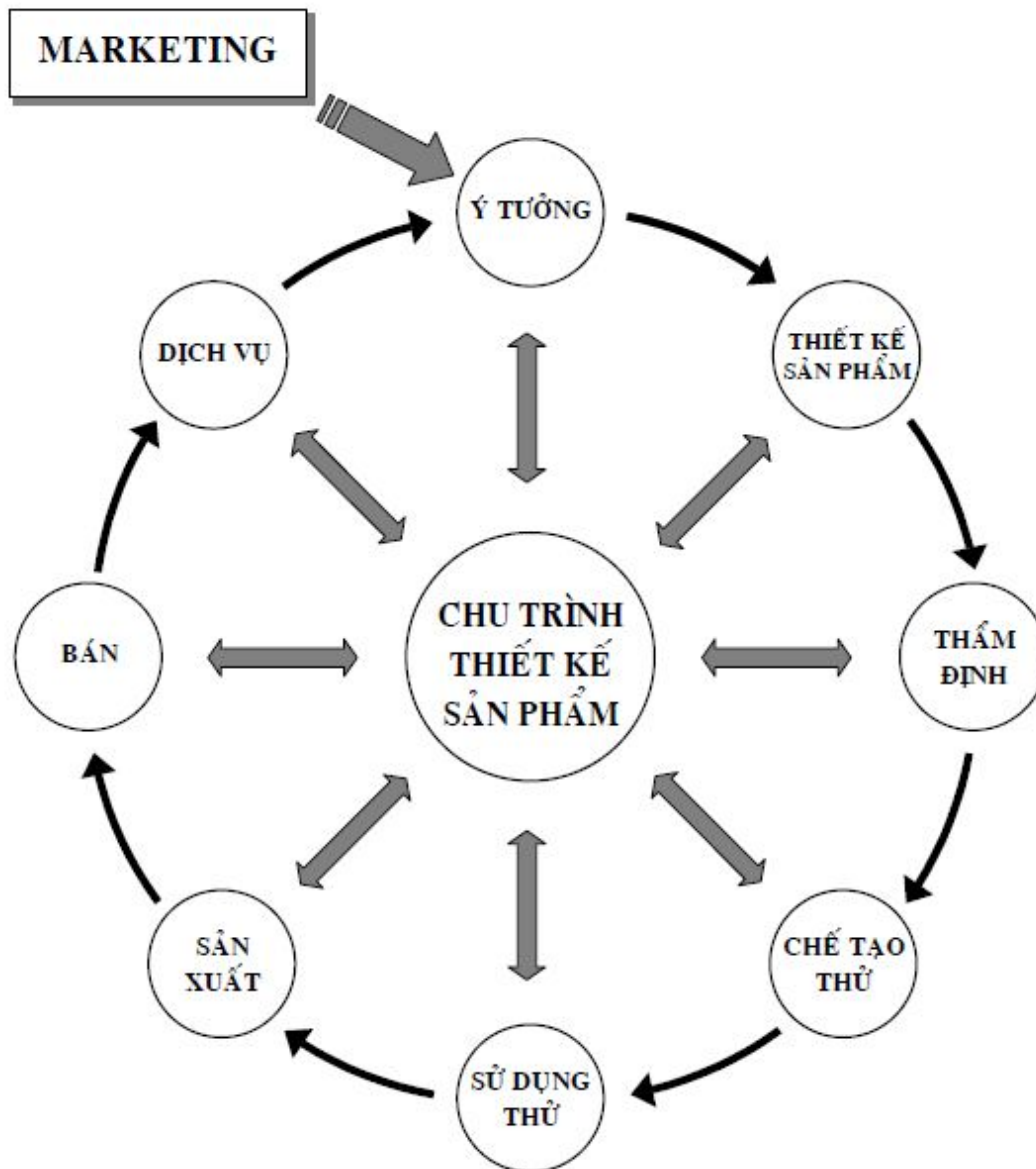 MARKETING
Ý TƯỞNG
THIẾT KẾ
SẢN PHẨM
THẨM
ĐỊNH
CHẾ TẠO
THỬ
SỬ DỤNG
THỬ
SẢN
XUẤT
BÁN
DỊCH VỤ
CHU TRÌNH
THIẾT KẾ
SẢN PHẨM